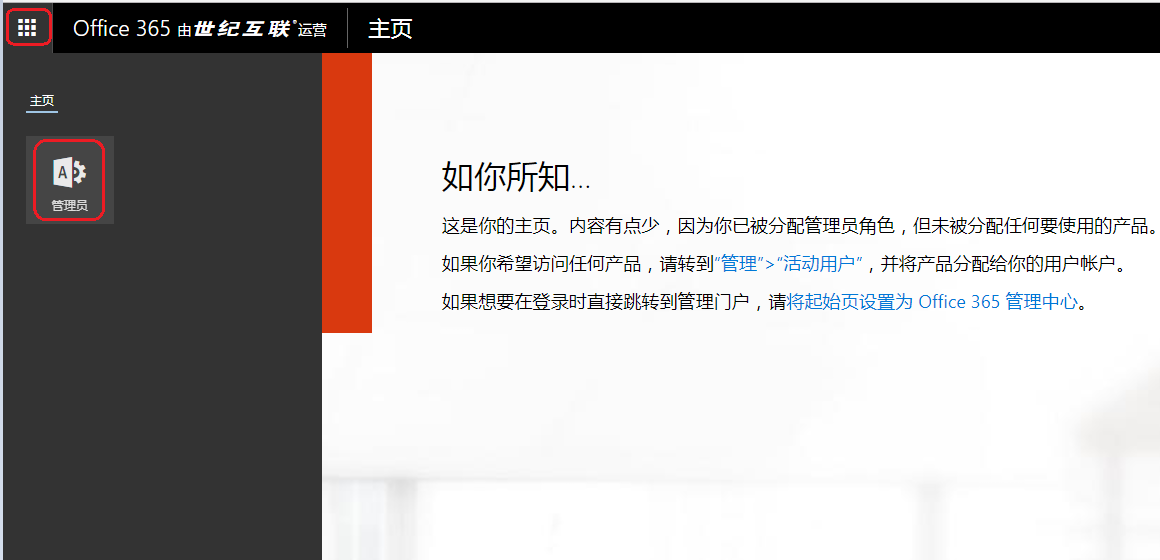 Office 365 由世纪互联®运营
主页
主页
A
管理员
如你所知...
这是你的主页。内容有点少，因为你已被分配管理员角色，但未被分配任何要使用的产品。
如果你希望访问任何产品，请转到“管理”>“活动用户”，并将产品分配给你的用户帐户。
如果想要在登录时直接跳转到管理门户，请将起始页设置为 Office 365 管理中心。